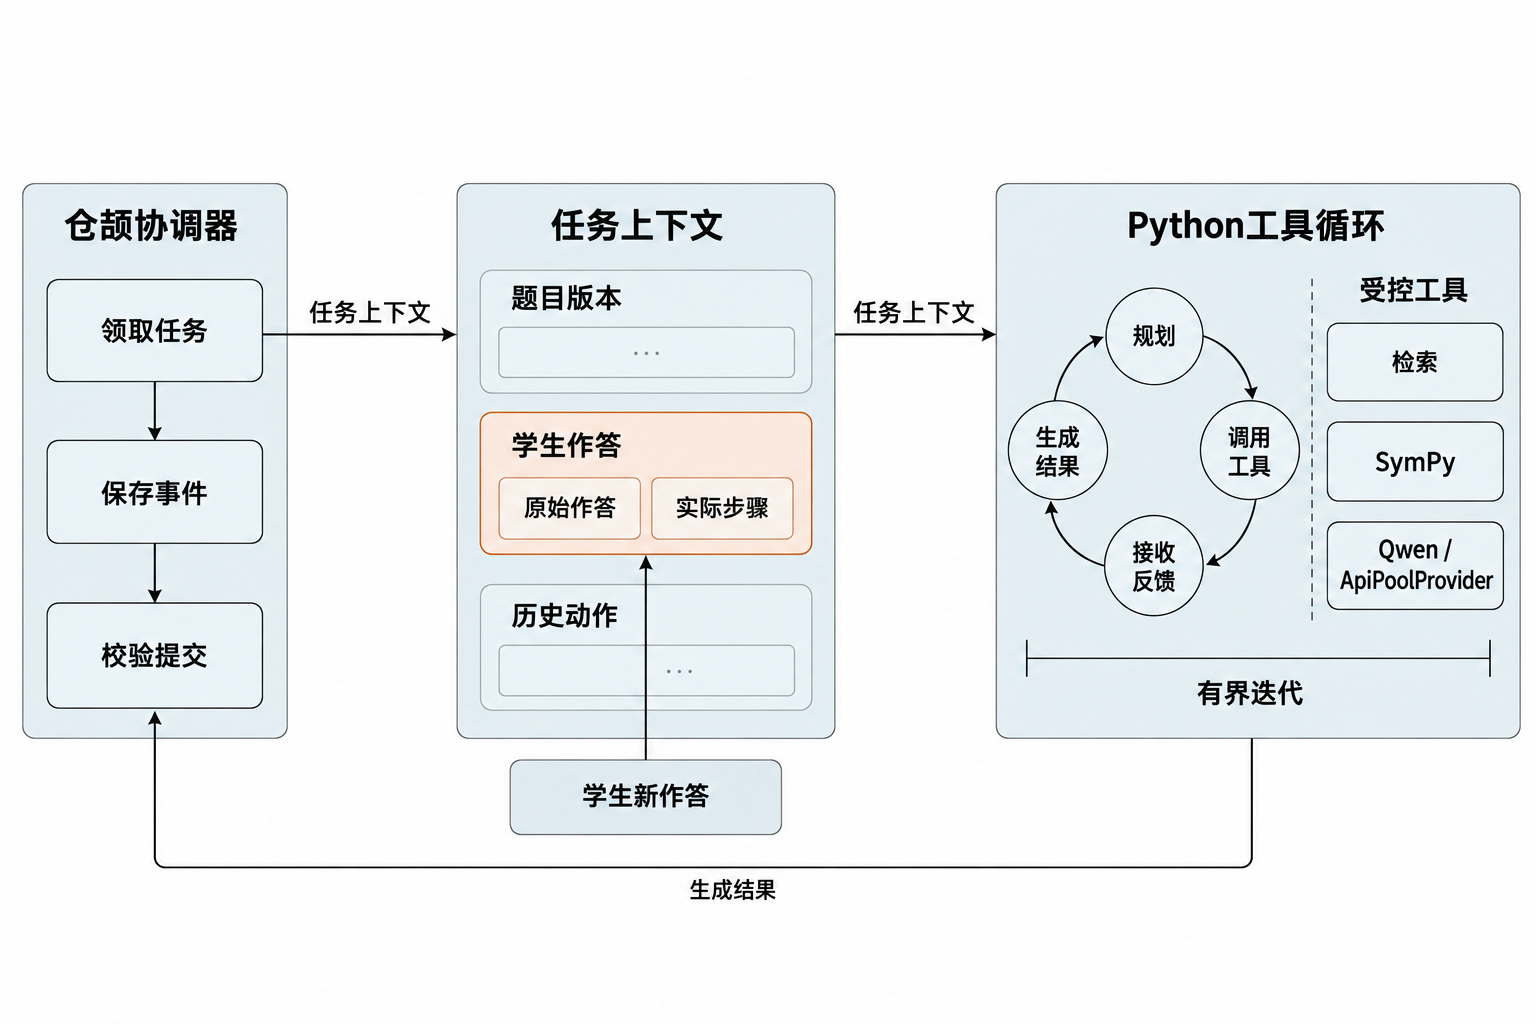 仓颉协调器
领取任务
保存事件
校验提交
任务上下文
任务上下文
题目版本
...
学生作答
原始作答
实际步骤
历史动作
...
学生新作答
任务上下文
Python工具循环
规划
调用
工具
接收
反馈
生成
结果
受控工具
检索
SymPy
Qwen /
ApiPoolProvider
有界迭代
生成结果